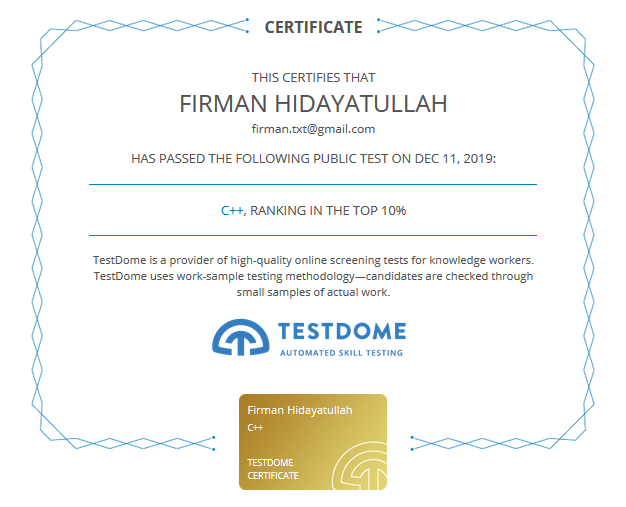 CERTIFICATE
THIS CERTIFIES THAT
FIRMAN HIDAYATULLAH
firman.txt@gmail.com
HAS PASSED THE FOLLOWING PUBLIC TEST ON DEC 11, 2019:
C++, RANKING IN THE TOP 10%
TestDome is a provider of high-quality online screening tests for knowledge workers.
TestDome uses work-sample testing methodology—candidates are checked through
small samples of actual work.
TESTDOME
AUTOMATED SKILL TESTING
Firman Hidayatullah
C++
TESTDOME
CERTIFICATE